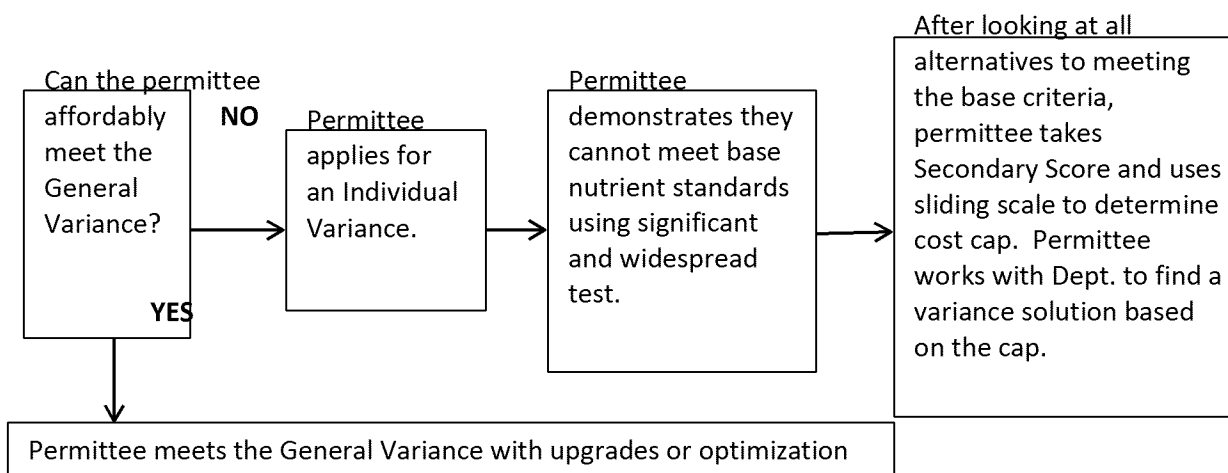 Can the permittee
affordably
meet the
General
Variance?
NO
YES
Permittee
applies for
an Individual
Variance.
Permittee
demonstrates they
cannot meet base
nutrient standards
using significant
and widespread
test.
After looking at all
alternatives to meeting
the base criteria,
permittee takes
Secondary Score and uses
sliding scale to determine
cost cap.  Permittee
works with Dept. to find a
variance solution based
on the cap.
Permittee meets the General Variance with upgrades or optimization